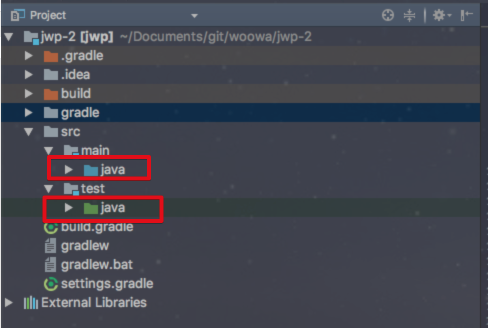 Project
jwp-2 [jwp] ~/Documents/git/woowa/jwp-2
.gradle
.idea
build
gradle
src
main
java
test
java
build.gradle
gradlew
gradlew.bat
settings.gradle
External Libraries